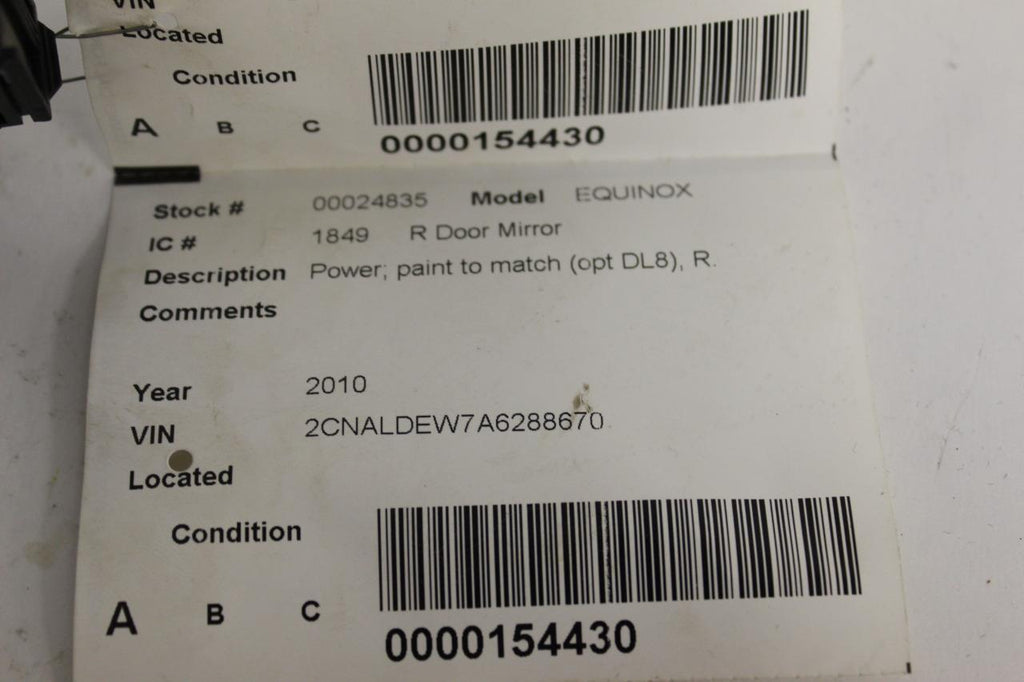 VIN
Located
Condition
A B C
0000154430
Stock # 00024835 Model EQUINOX
IC # 1849 R Door Mirror
Description Power; paint to match (opt DL8), R.
Comments
Year 2010
VIN 2CNALDEW7A6288670
Located
Condition
A B C
0000154430